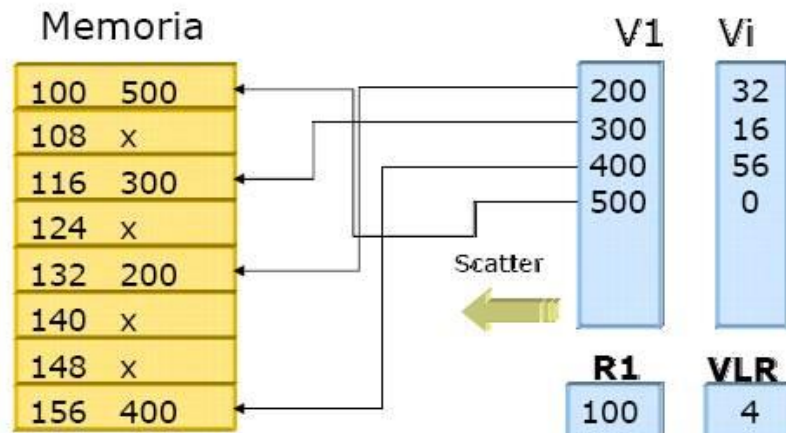 Memoria
V1 Vi
100 500
108 x
116 300
124 x
132 200
140 x
148 x
156 400
200 32
300 16
400 56
500 0
Scatter
R1 VLR
100 4